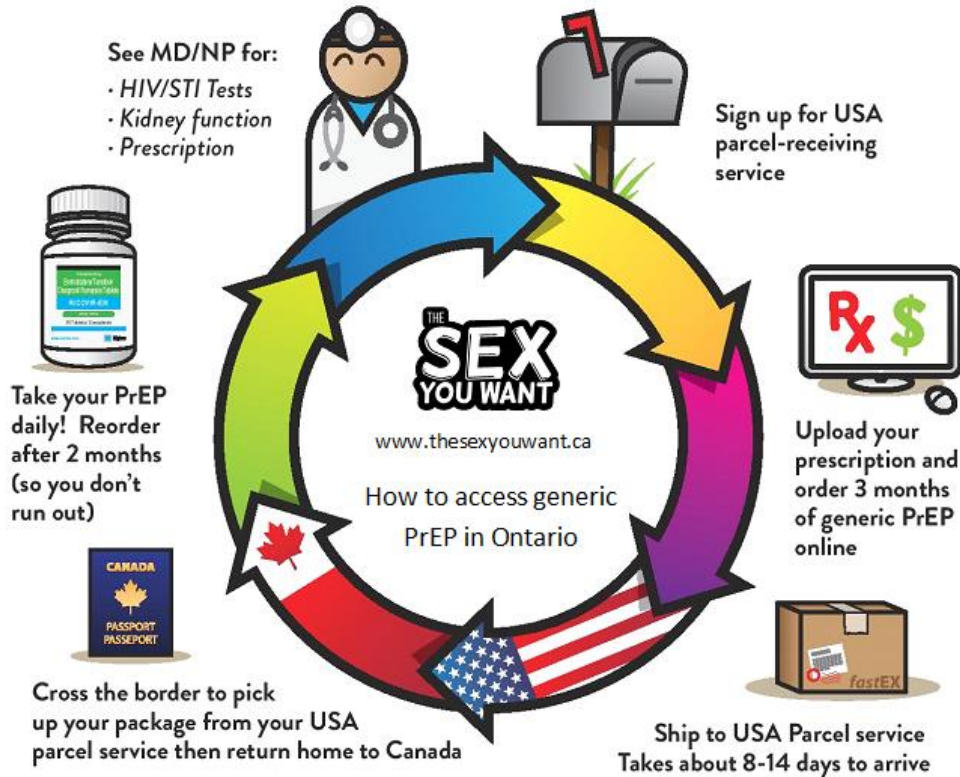 See MD/NP for:
· HIV/STI Tests
· Kidney function
· Prescription
Sign up for USA
parcel-receiving
service
Rx $
Upload your
prescription and
order 3 months
of generic PrEP
online
fastEX
Ship to USA Parcel service
Takes about 8-14 days to arrive
CANADA
PASSPORT
PASSEPORT
Cross the border to pick
up your package from your USA
parcel service then return home to Canada
RICOVIR-EM
Take your PrEP
daily! Reorder
after 2 months
(so you don't
run out)
THE
SEX
YOU WANT
www.thesexyouwant.ca
How to access generic
PrEP in Ontario